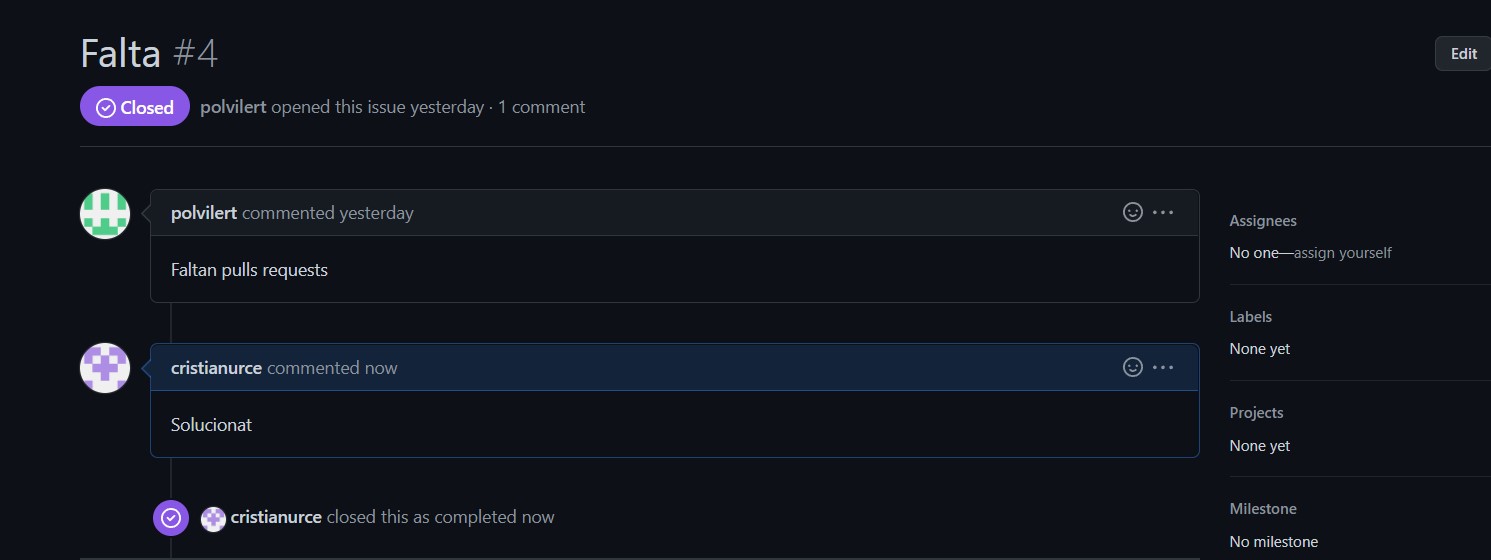 Falta #4
Edit
Closed
polvilert opened this issue yesterday · 1 comment
polvilert commented yesterday
Faltan pulls requests
cristianurce commented now
Solucionat
cristianurce closed this as completed now
Assignees
No one—assign yourself
Labels
None yet
Projects
None yet
Milestone
No milestone